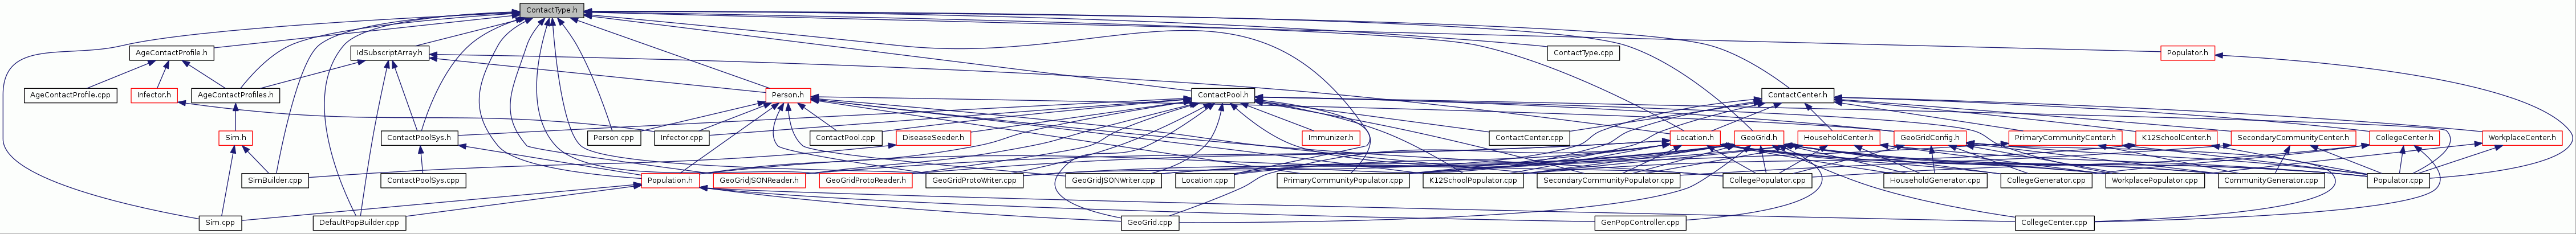 ContactType.h
AgeContactProfile.h
IdSubscriptArray.h
ContactType.cpp
Populator.h
AgeContactProfile.cpp
Infector.h
AgeContactProfiles.h
Person.h
ContactPool.h
ContactCenter.h
Sim.h
ContactPoolSys.h
Person.cpp
Infector.cpp
ContactPool.cpp
DiseaseSeeder.h
Immunizer.h
ContactCenter.cpp
Location.h
GeoGrid.h
HouseholdCenter.h
GeoGridConfig.h
PrimaryCommunityCenter.h
K12SchoolCenter.h
SecondaryCommunityCenter.h
CollegeCenter.h
WorkplaceCenter.h
SimBuilder.cpp
ContactPoolSys.cpp
Population.h
GeoGridJSONReader.h
GeoGridProtoReader.h
GeoGridProtoWriter.cpp
GeoGridJSONWriter.cpp
Location.cpp
PrimaryCommunityPopulator.cpp
K12SchoolPopulator.cpp
SecondaryCommunityPopulator.cpp
CollegePopulator.cpp
HouseholdGenerator.cpp
CollegeGenerator.cpp
WorkplacePopulator.cpp
CommunityGenerator.cpp
Populator.cpp
Sim.cpp
DefaultPopBuilder.cpp
GeoGrid.cpp
GenPopController.cpp
CollegeCenter.cpp